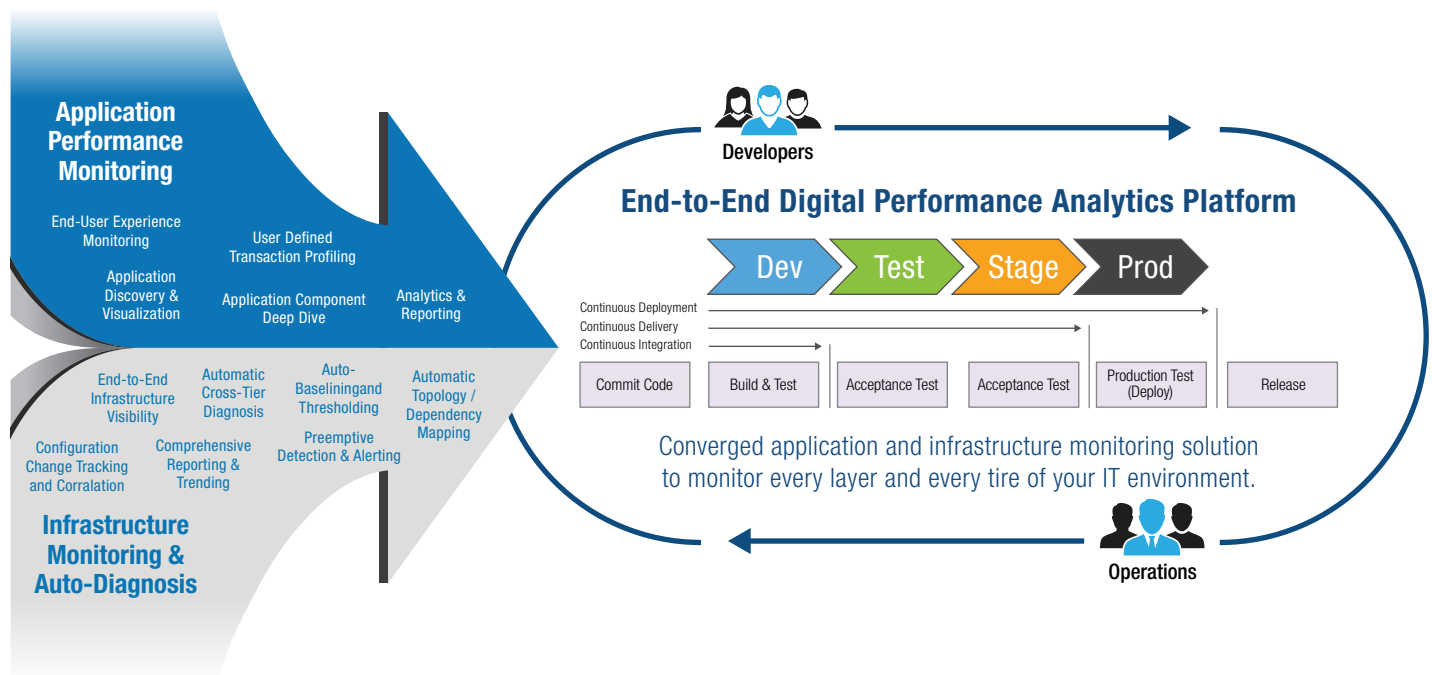 Application
Performance
Monitoring
End-User Experience
Monitoring
User Defined
Transaction Profiling
Application
Discovery &
Visualization
Application Component
Deep Dive
Analytics &
Reporting
End-to-End
Infrastructure
Visibility
Automatic
Cross-Tier
Diagnosis
Auto-
Baseliningand
Thresholding
Automatic
Topology /
Dependency
Mapping
Configuration
Change Tracking
and Corralation
Comprehensive
Reporting &
Trending
Preemptive
Detection & Alerting
Infrastructure
Monitoring &
Auto-Diagnosis
Developers
End-to-End Digital Performance Analytics Platform
Dev
Test
Stage
Prod
Continuous Deployment
Continuous Delivery
Continuous Integration
Commit Code
Build & Test
Acceptance Test
Acceptance Test
Production Test
(Deploy)
Release
Converged application and infrastructure monitoring solution
to monitor every layer and every tire of your IT environment.
Operations